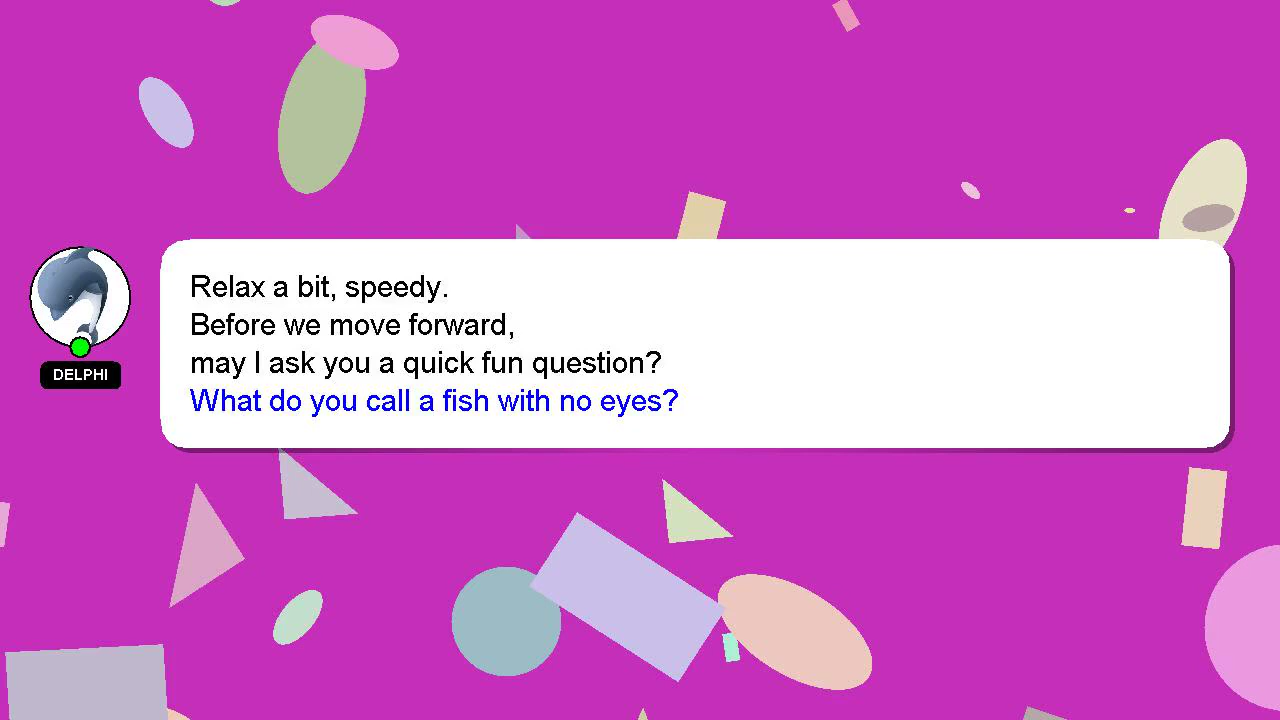 Relax a bit, speedy.
Before we move forward,
may I ask you a quick fun question?
What do you call a fish with no eyes?
DELPHI